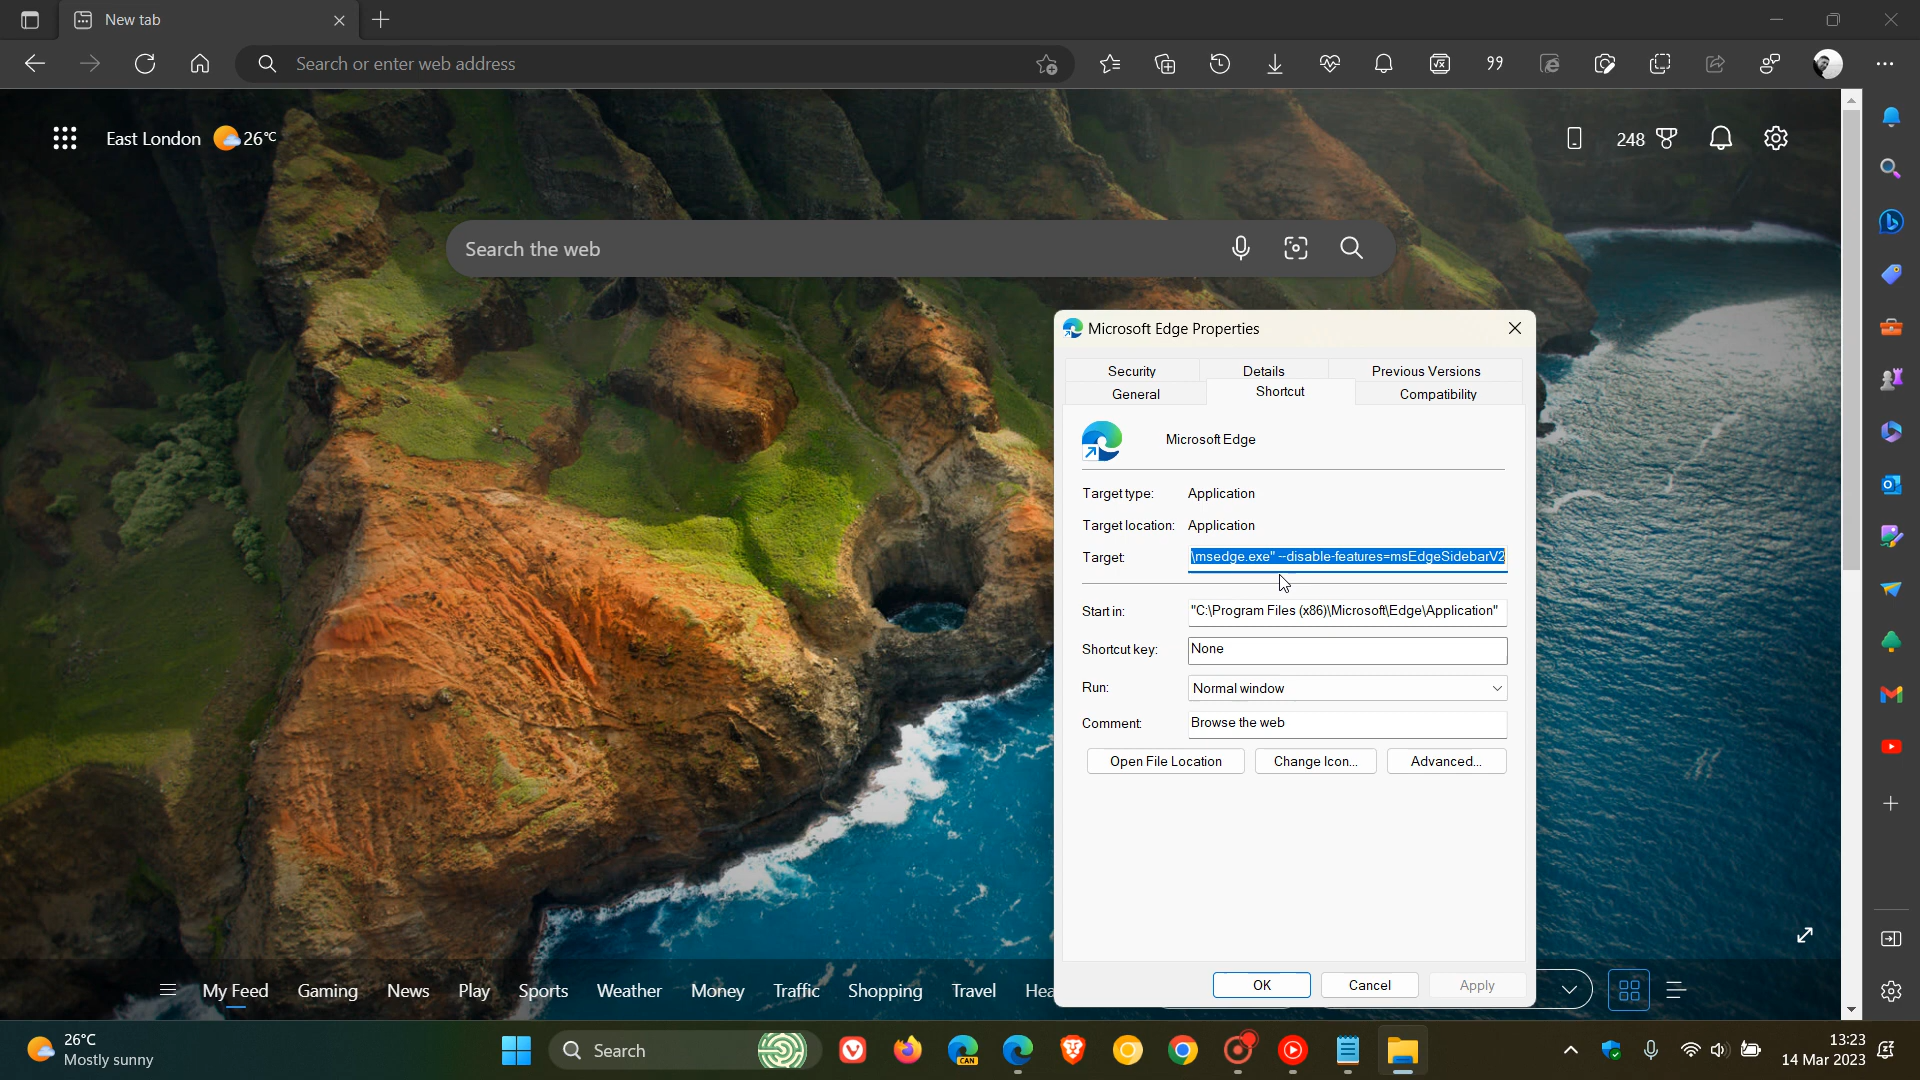 New tab
Search or enter web address
East London 26°C
248
Search the web
Microsoft Edge Properties
Security Details Previous Versions
General Shortcut Compatibility
Microsoft Edge
Target type: Application
Target location: Application
Target: \msedge.exe" --disable-features=msEdgeSidebarV2
Start in: "C:\Program Files (x86)\Microsoft\Edge\Application"
Shortcut key: None
Run: Normal window
Comment: Browse the web
Open File Location Change Icon... Advanced...
OK Cancel Apply
My Feed Gaming News Play Sports Weather Money Traffic Shopping Travel Hea
26°C
Mostly sunny
Search
CAN
13:23
14 Mar 2023